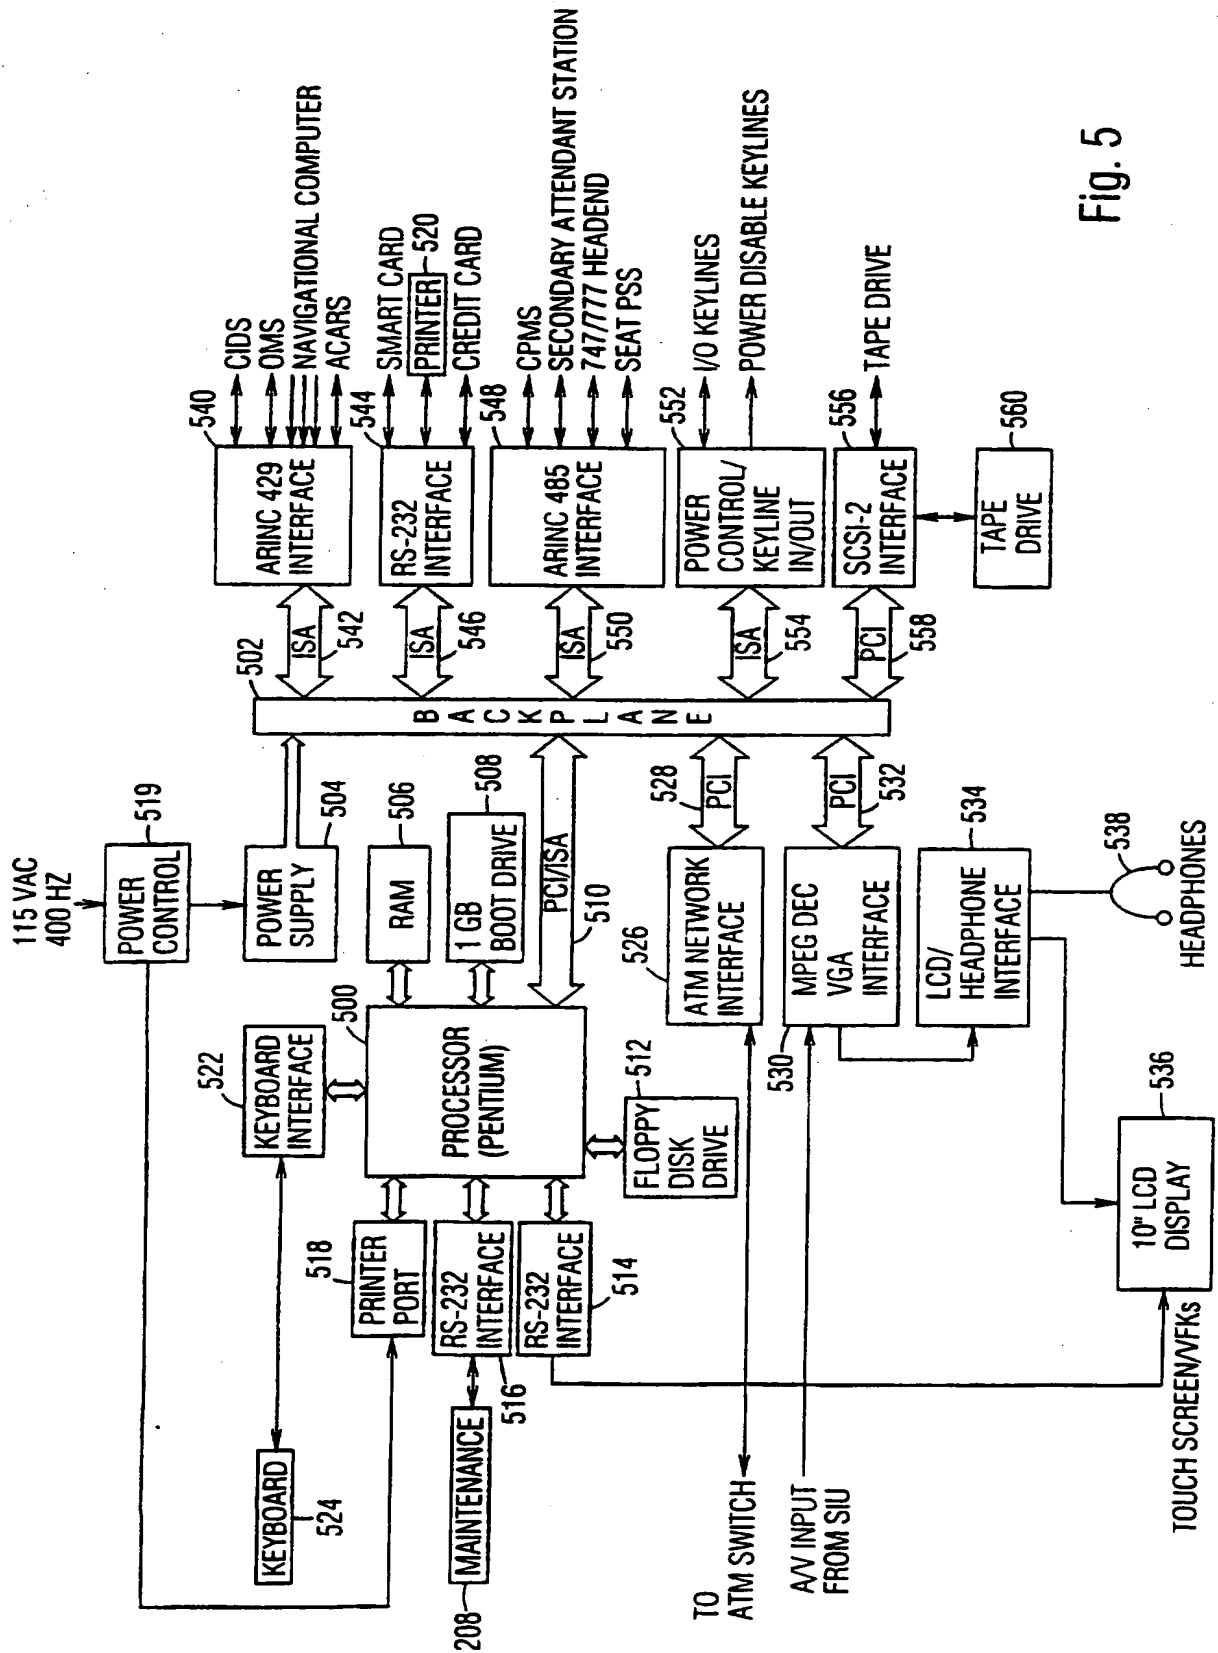 115 VAC
400 HZ
519
POWER
CONTROL
504
POWER
SUPPLY
502
BACKPLANE
522
KEYBOARD
INTERFACE
KEYBOARD
524
500
PROCESSOR
(PENTIUM)
506
RAM
508
1 GB
BOOT DRIVE
PCI/ISA
510
518
PRINTER
PORT
RS-232
INTERFACE
516
MAINTENANCE
208
RS-232
INTERFACE
514
512
FLOPPY
DISK
DRIVE
526
ATM NETWORK
INTERFACE
528
PCI
TO
ATM SWITCH
530
MPEG DEC
VGA
INTERFACE
PCI
532
A/V INPUT
FROM SIU
534
LCD/
HEADPHONE
INTERFACE
538
HEADPHONES
536
10" LCD
DISPLAY
TOUCH SCREEN/VFKs
540
ARINC 429
INTERFACE
ISA
542
CIDS
OMS
NAVIGATIONAL COMPUTER
ACARS
544
RS-232
INTERFACE
ISA
546
SMART CARD
PRINTER
520
CREDIT CARD
548
ARINC 485
INTERFACE
ISA
550
CPMS
SECONDARY ATTENDANT STATION
747/777 HEADEND
SEAT PSS
552
POWER
CONTROL/
KEYLINE
IN/OUT
ISA
554
I/O KEYLINES
POWER DISABLE KEYLINES
556
SCSI-2
INTERFACE
PCI
558
TAPE DRIVE
560
TAPE
DRIVE
Fig. 5